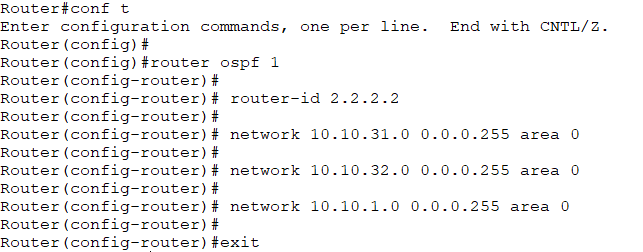 Router#conf t
Enter configuration commands, one per line.  End with CNTL/Z.
Router(config)#
Router(config)#router ospf 1
Router(config-router)#
Router(config-router)# router-id 2.2.2.2
Router(config-router)#
Router(config-router)# network 10.10.31.0 0.0.0.255 area 0
Router(config-router)#
Router(config-router)# network 10.10.32.0 0.0.0.255 area 0
Router(config-router)#
Router(config-router)# network 10.10.1.0 0.0.0.255 area 0
Router(config-router)#
Router(config-router)#exit